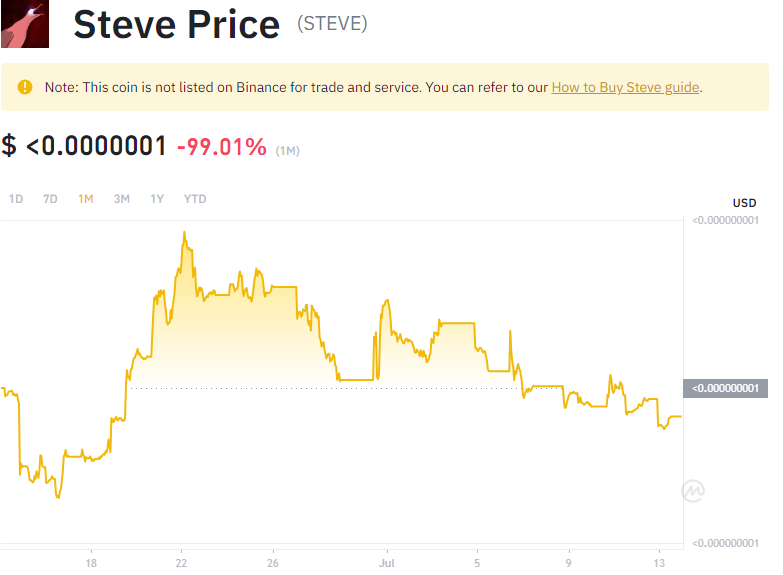 Steve Price (STEVE)
Note: This coin is not listed on Binance for trade and service. You can refer to our How to Buy Steve guide.
$ <0.0000001 -99.01% (1M)
1D 7D 1M 3M 1Y YTD
USD
<0.000000001
<0.000000001
<0.000000001
18 22 26 Jul 5 9 13